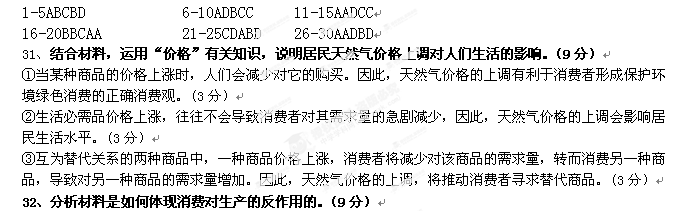 1-5ABCBD 6-10ADBCC 11-15AADCC
16-20BBCAA 21-25CDABD 26-30AADBD
31、结合材料，运用“价格”有关知识，说明居民天然气价格上调对人们生活的影响。（9 分）
①当某种商品的价格上涨时，人们会减少对它的购买。因此，天然气价格的上调有利于消费者形成保护环
境绿色消费的正确消费观。（3 分）
②生活必需品价格上涨，往往不会导致消费者对其需求量的急剧减少，因此，天然气价格的上调会影响居
民生活水平。（3 分）
③互为替代关系的两种商品中，一种商品价格上涨，消费者将减少对该商品的需求量，转而消费另一种商
品，导致对另一种商品的需求量增加。因此，天然气价格的上调，将推动消费者寻求替代商品。（3 分）
32、分析材料是如何体现消费对生产的反作用的。（9 分）